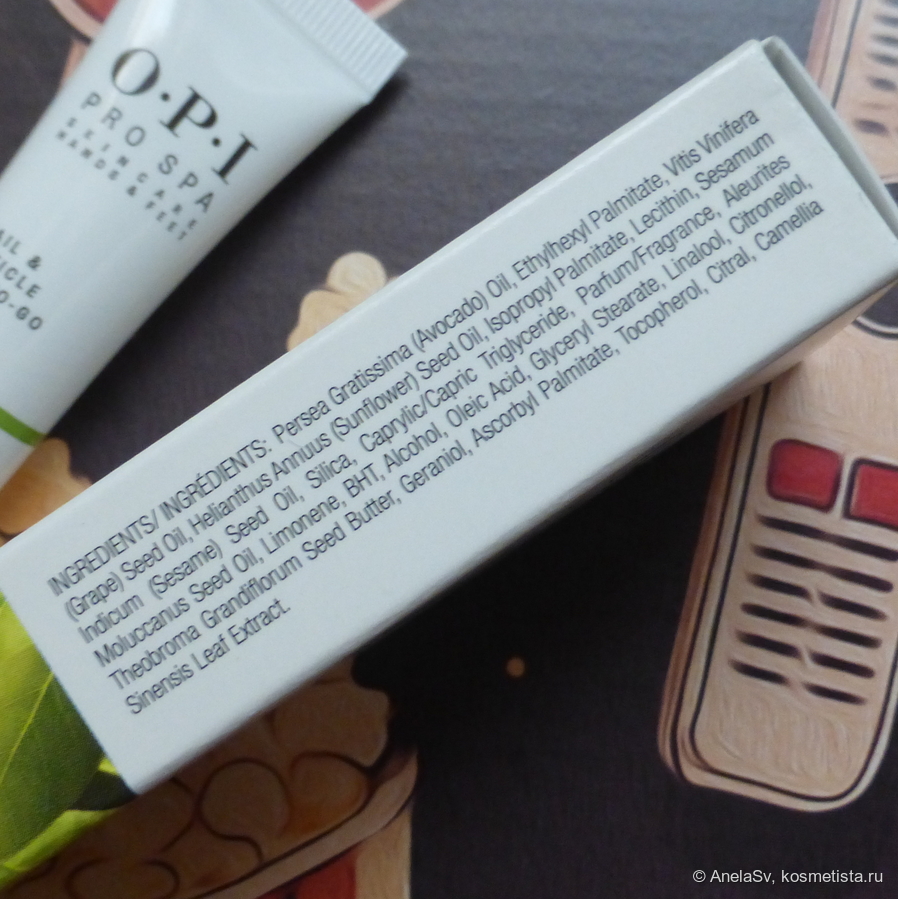 O·P·I
PRO SPA
SKIN CARE
HANDS & FEET
AIL &
ICLE
O-GO
INGREDIENTS/ INGRÉDIENTS: Persea Gratissima (Avocado) Oil, Ethylhexyl Palmitate, Vitis Vinifera
(Grape) Seed Oil, Helianthus Annuus (Sunflower) Seed Oil, Isopropyl Palmitate, Lecithin, Sesamum
Indicum (Sesame) Seed Oil, Silica, Caprylic/Capric Triglyceride, Parfum/Fragrance, Aleurites
Moluccanus Seed Oil, Limonene, BHT, Alcohol, Oleic Acid, Glyceryl Stearate, Linalool, Citronellol,
Theobroma Grandiflorum Seed Butter, Geraniol, Ascorbyl Palmitate, Tocopherol, Citral, Camellia
Sinensis Leaf Extract.
© AnelaSv, kosmetista.ru